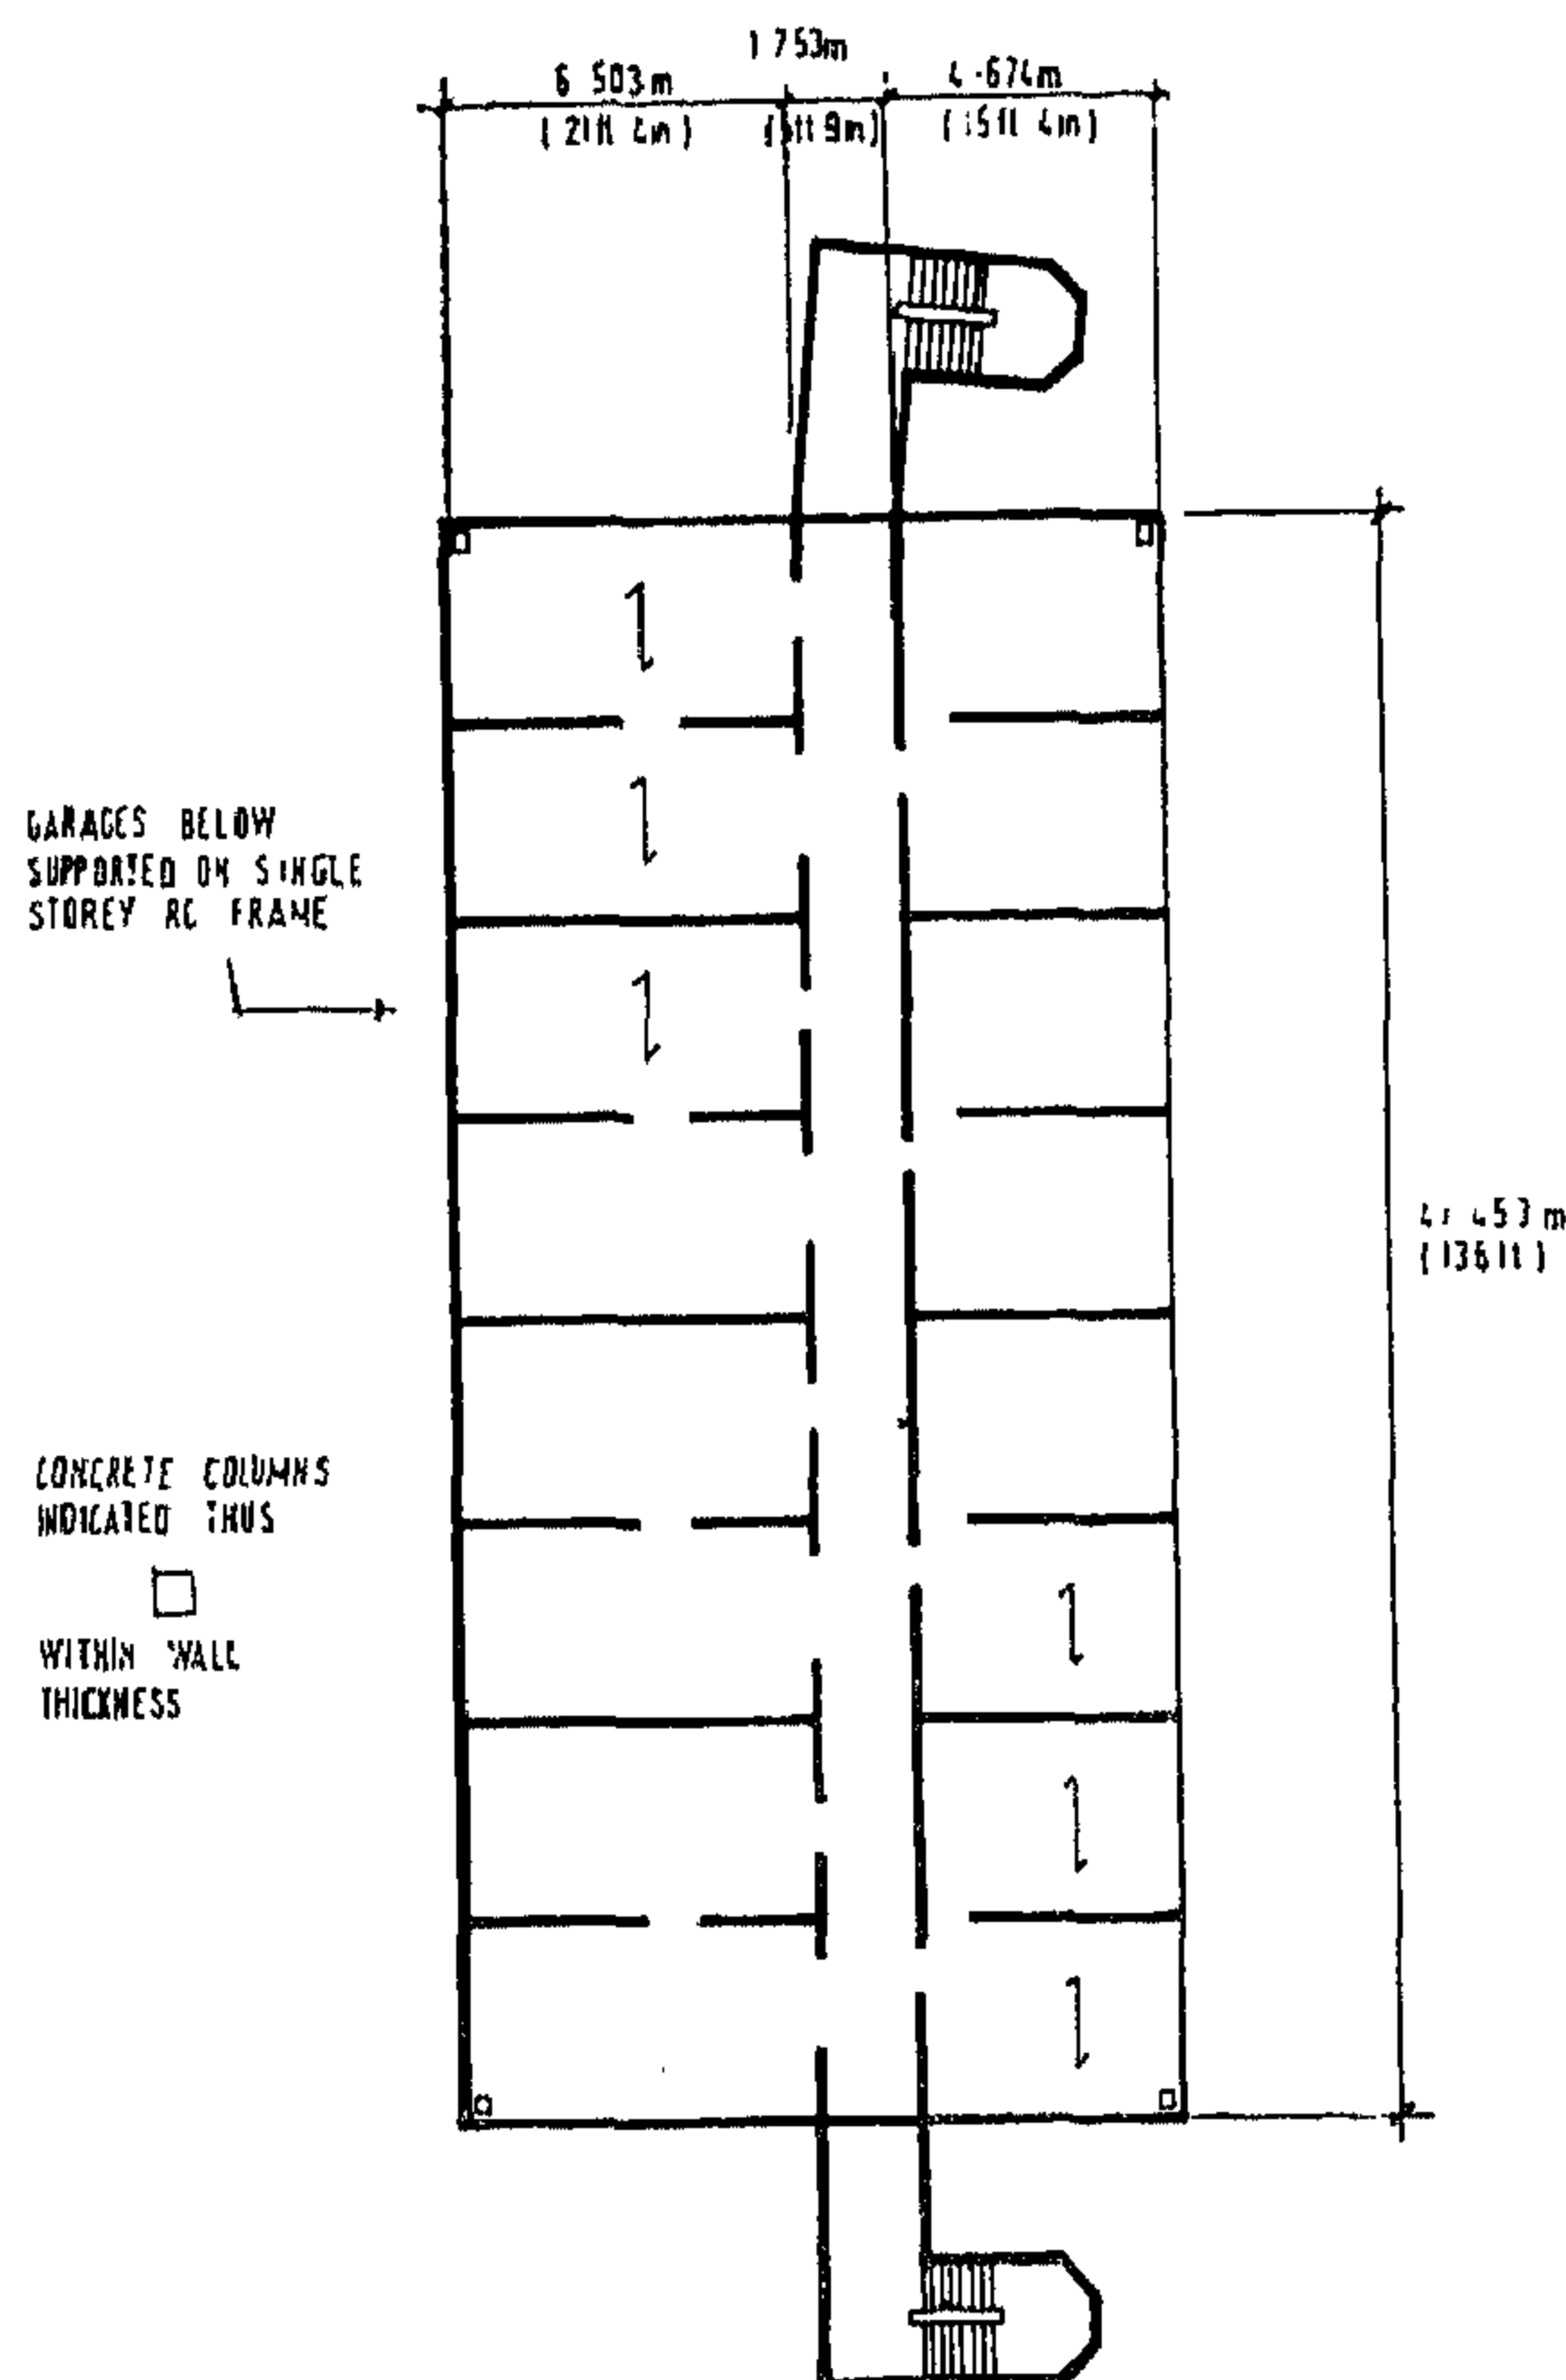 1 753m
6 503m
4·674m
(21ft 4in)
9in)
(15ft 4in)
GARAGES BELOW
SUPPORTED ON SINGLE
STOREY RC FRAME
(136ft)
CONCRETE COLUMNS
INDICATED THUS
WITHIN WALL
THICKNESS